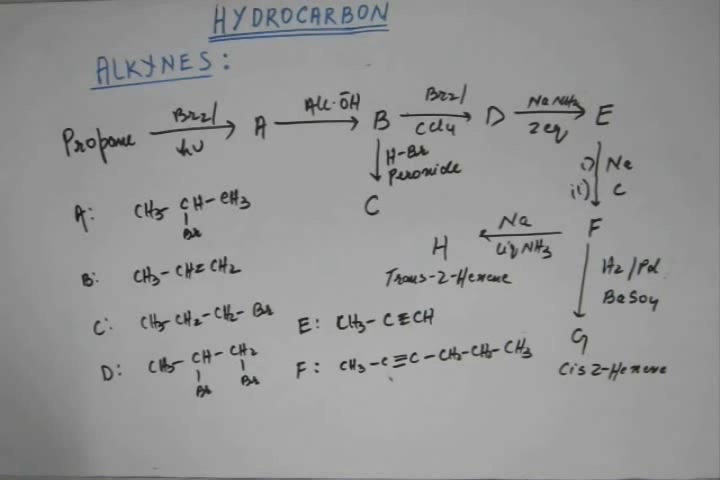 HYDROCARBON
ALKYNES:
Propane Br2/ hν A Alc. ŌH B Br2/ CCl4 D NaNH2 2eq E
H-Br Peroxide
C
i) Na
ii) C
F
Na liq NH3
H
Trans-2-Hexene
H2/Pd
BaSO4
G
Cis 2-Hexene
A: CH3-CH-CH3
Br
B: CH3-CH=CH2
C: CH3-CH2-CH2-Br
D: CH3-CH-CH2
Br Br
E: CH3-C≡CH
F: CH3-C≡C-CH2-CH2-CH3